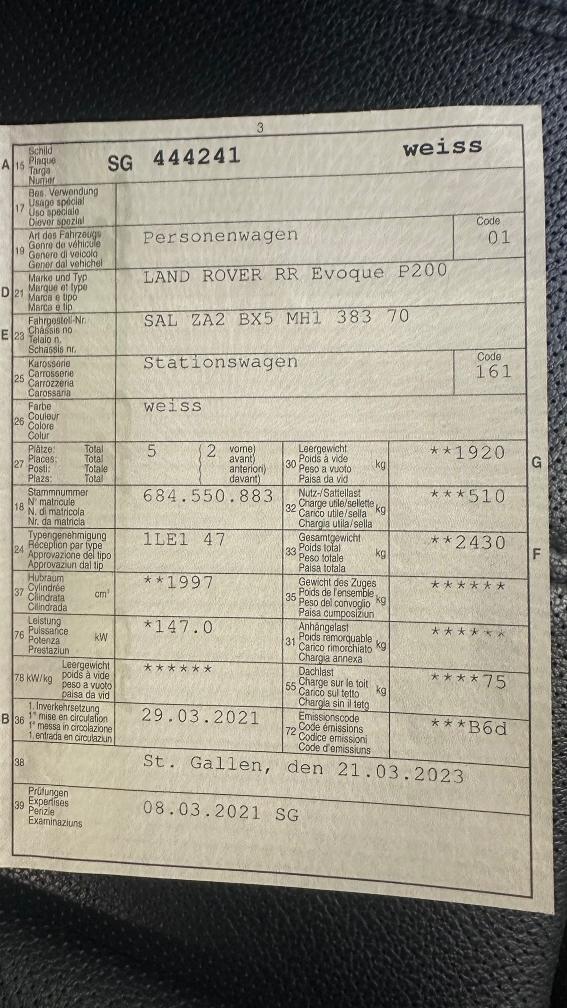 3
A 15 Schild
Plaque
Targa
Numer
SG 444241 weiss
17 Bes. Verwendung
Usage spécial
Uso speciale
Diever spezial
19 Art des Fahrzeugs
Genre de véhicule
Genere di veicolo
Gener dal vehichel
Personenwagen
Code
01
D 21 Marke und Typ
Marque et type
Marca e tipo
Marca e tip
LAND ROVER RR Evoque P200
E 23 Fahrgestell-Nr.
Châssis no
Telaio n.
Schassis nr.
SAL ZA2 BX5 MH1 383 70
25 Karosserie
Carrosserie
Carrozzeria
Carossaria
Stationswagen
Code
161
26 Farbe
Couleur
Colore
Colur
weiss
27 Plätze: Total
Places: Total
Posti: Totale
Plazs: Total
5 2 vorne)
avant)
anteriori)
davant)
30 Leergewicht
Poids à vide
Peso a vuoto
Paisa da vid
kg
**1920
G
18 Stammnummer
N° matricule
N. di matricola
Nr. da matricla
684.550.883
32 Nutz-/Sattellast
Charge utile/sellette
Carico utile/sella
Chargia utila/sella
kg
***510
24 Typengenehmigung
Réception par type
Approvazione del tipo
Approvaziun dal tip
1LE1 47
33 Gesamtgewicht
Poids total
Peso totale
Paisa totala
kg
**2430
F
37 Hubraum
Cylindrée
Cilindrata
Cilindrada
cm³
**1997
35 Gewicht des Zuges
Poids de l'ensemble
Peso del convoglio
Paisa cumposiziun
kg
******
76 Leistung
Puissance
Potenza
Prestaziun
kW
*147.0
31 Anhängelast
Poids remorquable
Carico rimorchiato
Chargia annexa
kg
******
78 kW/kg Leergewicht
poids à vide
peso a vuoto
paisa da vid
******
55 Dachlast
Charge sur le toit
Carico sul tetto
Chargia sin il tetg
kg
****75
B 36 1. Inverkehrsetzung
1re mise en circulation
1a messa in circolazione
1. entrada en circulaziun
29.03.2021
72 Emissionscode
Code émissions
Codice emissioni
Code d'emissiuns
***B6d
38
St. Gallen, den 21.03.2023
39 Prüfungen
Expertises
Perizie
Examinaziuns
08.03.2021 SG